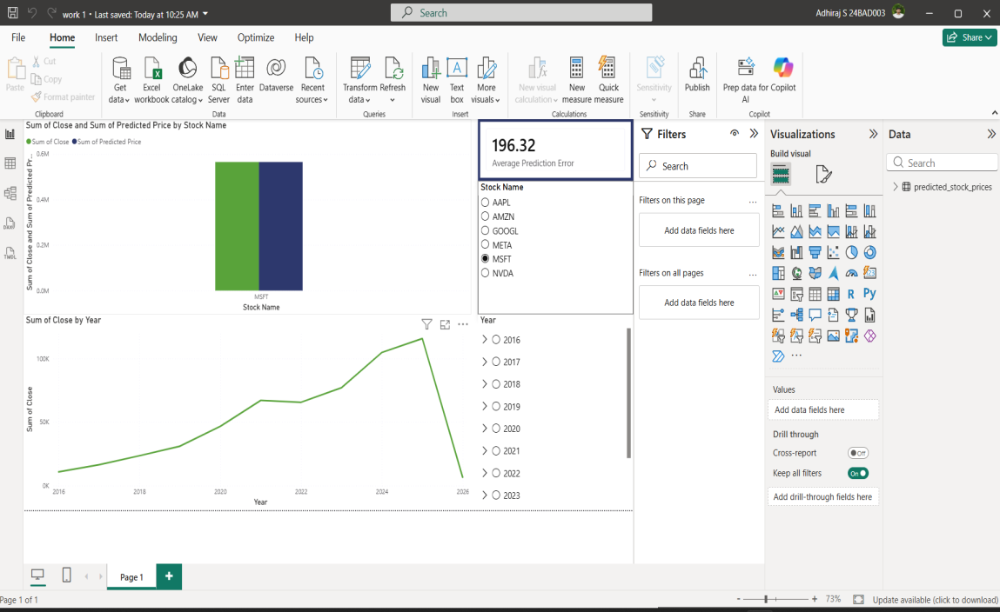 work 1 • Last saved: Today at 10:25 AM
Search
Adhiraj S 24BAD003
File Home Insert Modeling View Optimize Help
Share
Paste
Cut
Copy
Format painter
Clipboard
Get data
Excel workbook
OneLake catalog
SQL Server
Enter data
Dataverse
Recent sources
Data
Transform data
Refresh
Queries
New visual
Text box
More visuals
Insert
New visual calculation
New measure
Quick measure
Calculations
Sensitivity
Sensitivity
Publish
Share
Prep data for AI
Copilot
Copilot
Sum of Close and Sum of Predicted Price by Stock Name
Sum of Close Sum of Predicted Price
Sum of Close and Sum of Predicted Pr...
0.6M
0.4M
0.2M
0.0M
MSFT
Stock Name
196.32
Average Prediction Error
Stock Name
AAPL
AMZN
GOOGL
META
MSFT
NVDA
Sum of Close by Year
Sum of Close
100K
50K
0K
2016 2018 2020 2022 2024 2026
Year
Year
2016
2017
2018
2019
2020
2021
2022
2023
Filters
Search
Filters on this page
Add data fields here
Filters on all pages
Add data fields here
Visualizations
Build visual
R Py
Values
Add data fields here
Drill through
Cross-report Off
Keep all filters On
Add drill-through fields here
Data
Search
predicted_stock_prices
DAX
TMDL
Page 1
Page 1 of 1
- + 73%
Update available (click to download)